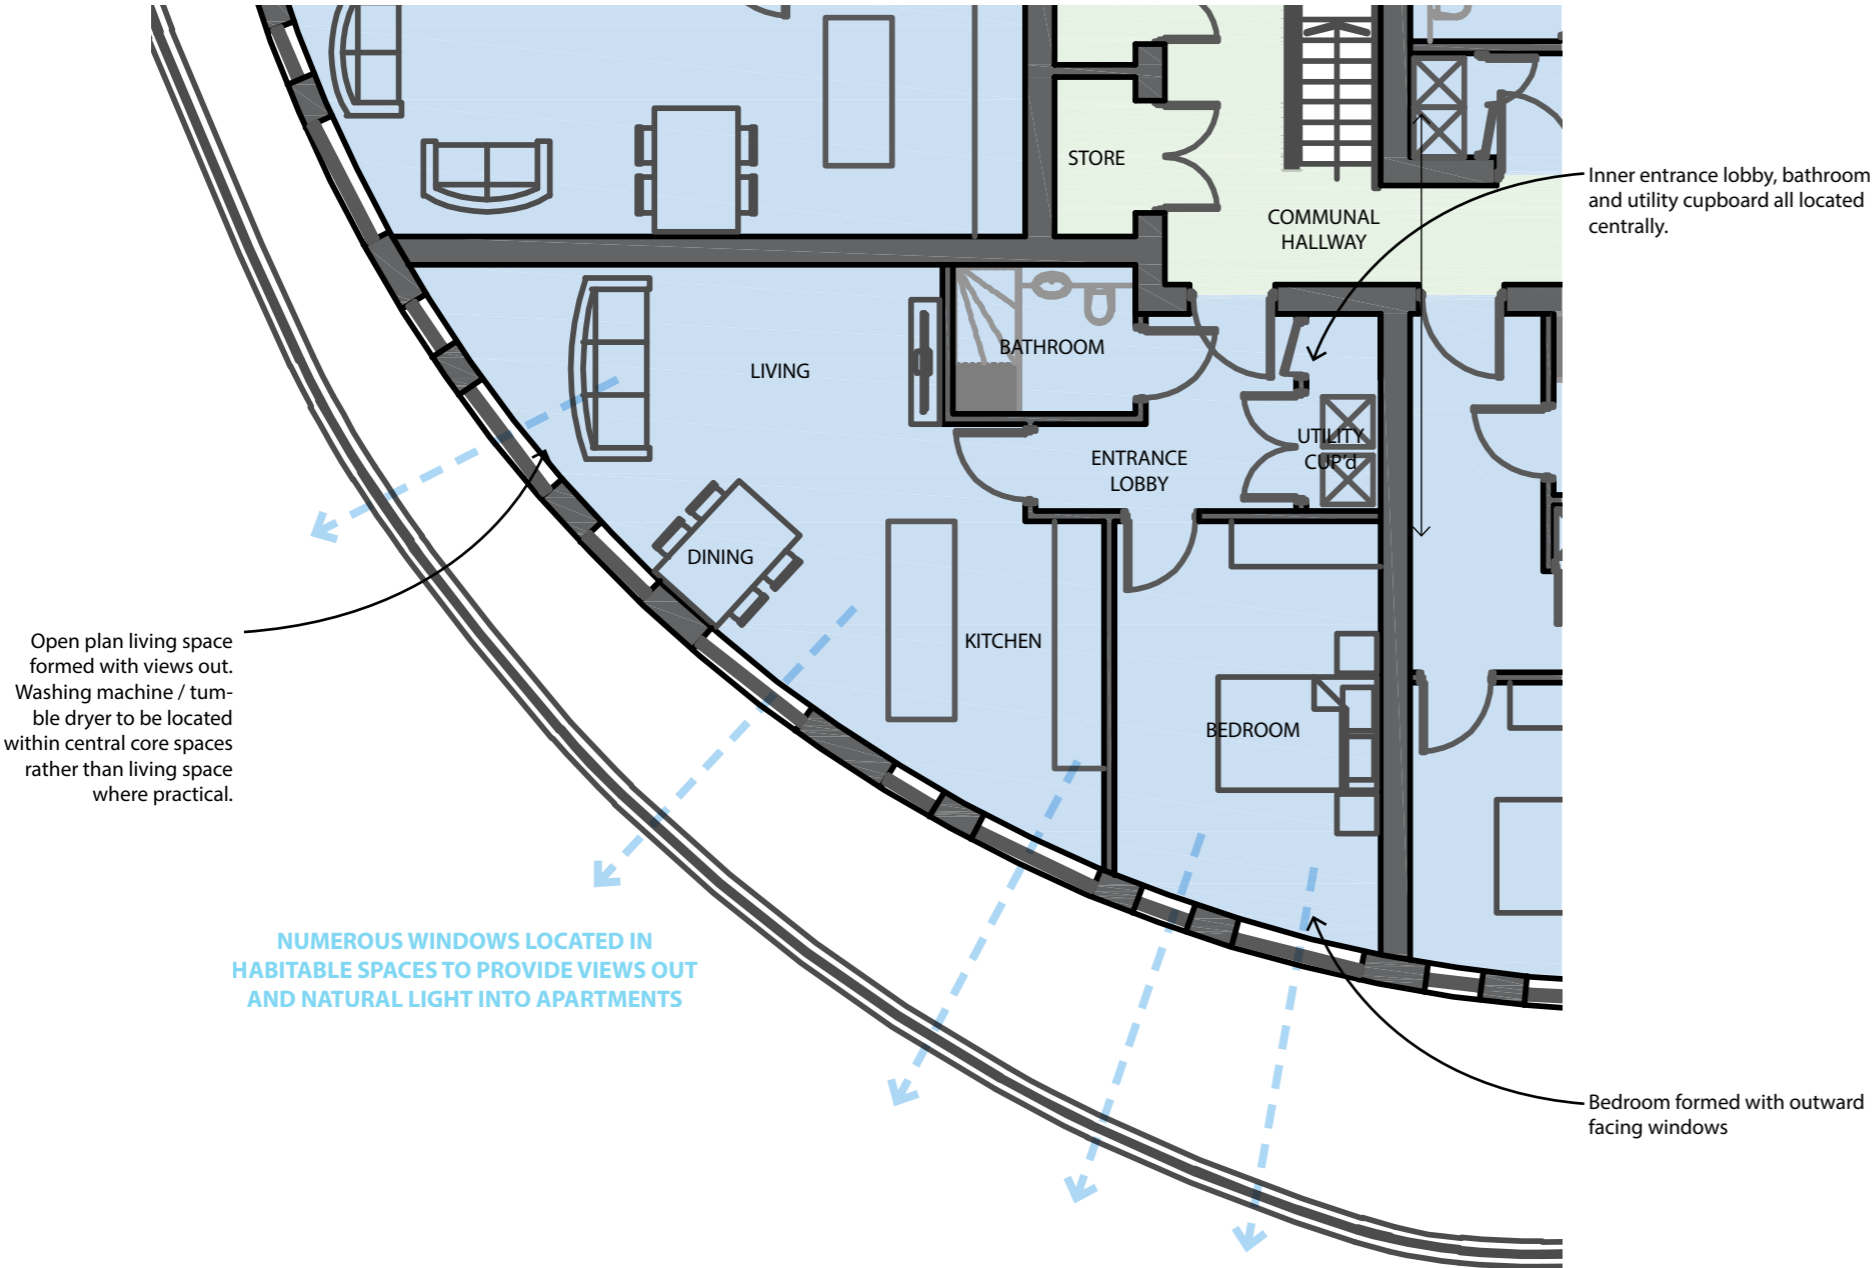 STORE
COMMUNAL
HALLWAY
Inner entrance lobby, bathroom
and utility cupboard all located
centrally.
BATHROOM
LIVING
ENTRANCE
LOBBY
UTILITY
CUP'd
DINING
KITCHEN
BEDROOM
Open plan living space
formed with views out.
Washing machine / tum-
ble dryer to be located
within central core spaces
rather than living space
where practical.
NUMEROUS WINDOWS LOCATED IN
HABITABLE SPACES TO PROVIDE VIEWS OUT
AND NATURAL LIGHT INTO APARTMENTS
Bedroom formed with outward
facing windows